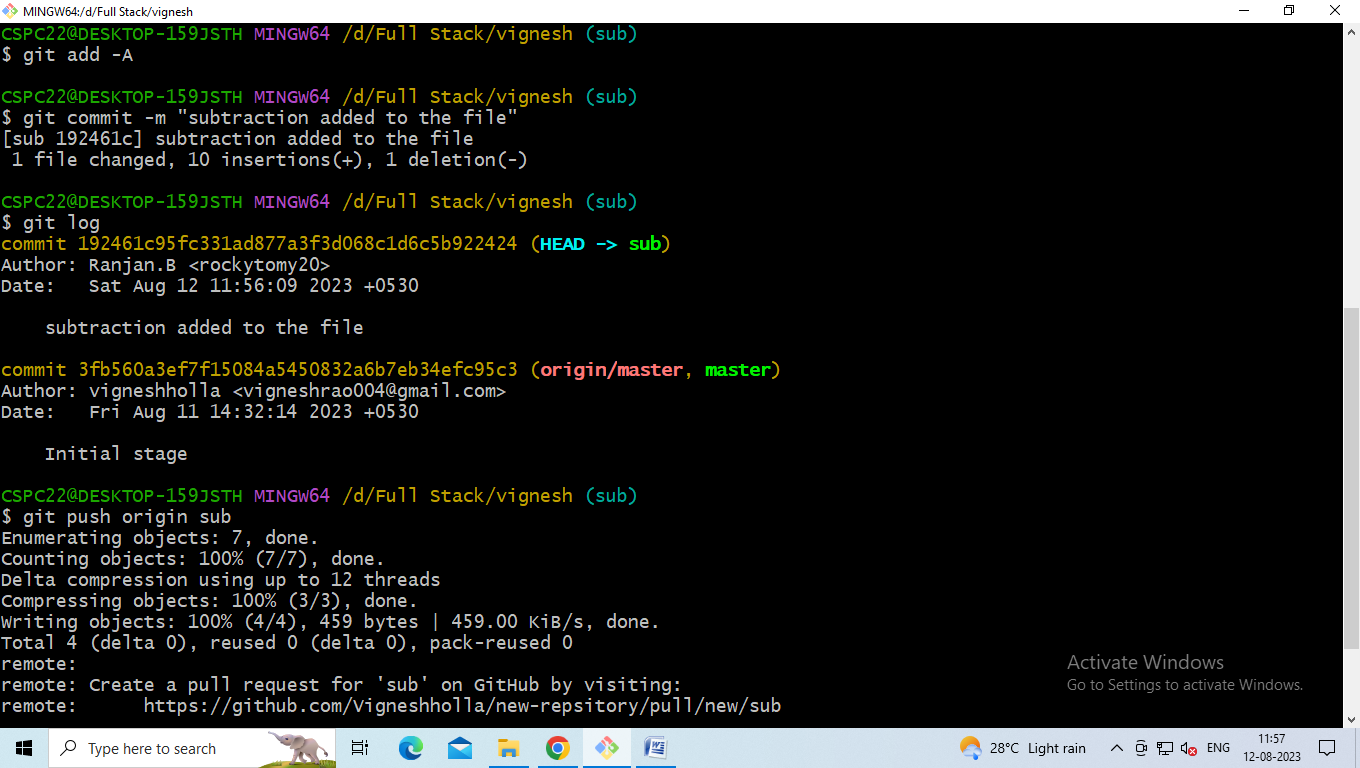 MINGW64:/d/Full Stack/vignesh
CSPC22@DESKTOP-159JSTH MINGW64 /d/Full Stack/vignesh (sub)
$ git add -A
CSPC22@DESKTOP-159JSTH MINGW64 /d/Full Stack/vignesh (sub)
$ git commit -m "subtraction added to the file"
[sub 192461c] subtraction added to the file
 1 file changed, 10 insertions(+), 1 deletion(-)
CSPC22@DESKTOP-159JSTH MINGW64 /d/Full Stack/vignesh (sub)
$ git log
commit 192461c95fc331ad877a3f3d068c1d6c5b922424 (HEAD -> sub)
Author: Ranjan.B <rockytomy20>
Date:   Sat Aug 12 11:56:09 2023 +0530
    subtraction added to the file
commit 3fb560a3ef7f15084a5450832a6b7eb34efc95c3 (origin/master, master)
Author: vigneshholla <vigneshrao004@gmail.com>
Date:   Fri Aug 11 14:32:14 2023 +0530
    Initial stage
CSPC22@DESKTOP-159JSTH MINGW64 /d/Full Stack/vignesh (sub)
$ git push origin sub
Enumerating objects: 7, done.
Counting objects: 100% (7/7), done.
Delta compression using up to 12 threads
Compressing objects: 100% (3/3), done.
Writing objects: 100% (4/4), 459 bytes | 459.00 KiB/s, done.
Total 4 (delta 0), reused 0 (delta 0), pack-reused 0
remote:
remote: Create a pull request for 'sub' on GitHub by visiting:
remote:      https://github.com/Vigneshholla/new-repsitory/pull/new/sub
Activate Windows
Go to Settings to activate Windows.
Type here to search
28°C Light rain
ENG
11:57
12-08-2023